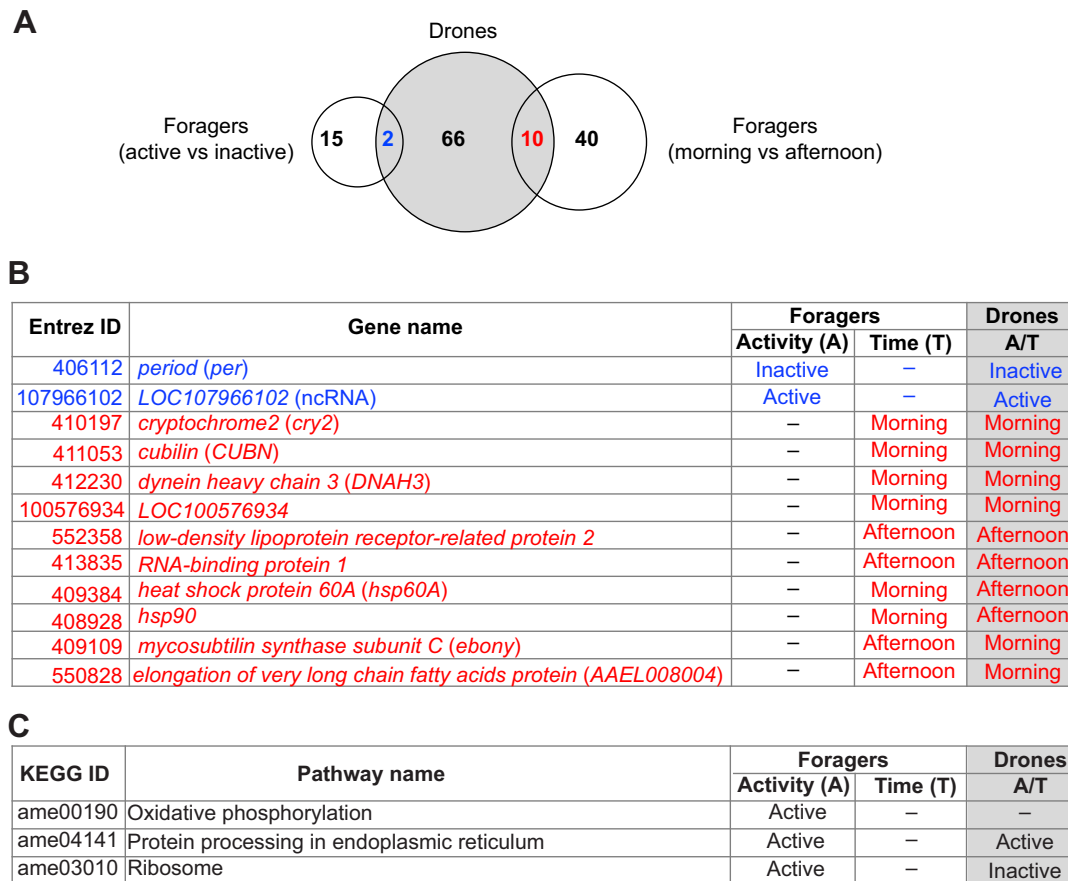 A
Drones
Foragers
(active vs inactive)
15 2 66 10 40
Foragers
(morning vs afternoon)
B
Entrez ID Gene name Foragers Drones
Activity (A) Time (T) A/T
406112 period (per) Inactive – Inactive
107966102 LOC107966102 (ncRNA) Active – Active
410197 cryptochrome2 (cry2) – Morning Morning
411053 cubilin (CUBN) – Morning Morning
412230 dynein heavy chain 3 (DNAH3) – Morning Morning
100576934 LOC100576934 – Morning Morning
552358 low-density lipoprotein receptor-related protein 2 – Afternoon Afternoon
413835 RNA-binding protein 1 – Afternoon Afternoon
409384 heat shock protein 60A (hsp60A) – Morning Afternoon
408928 hsp90 – Morning Afternoon
409109 mycosubtilin synthase subunit C (ebony) – Afternoon Morning
550828 elongation of very long chain fatty acids protein (AAEL008004) – Afternoon Morning
C
KEGG ID Pathway name Foragers Drones
Activity (A) Time (T) A/T
ame00190 Oxidative phosphorylation Active – –
ame04141 Protein processing in endoplasmic reticulum Active – Active
ame03010 Ribosome Active – Inactive